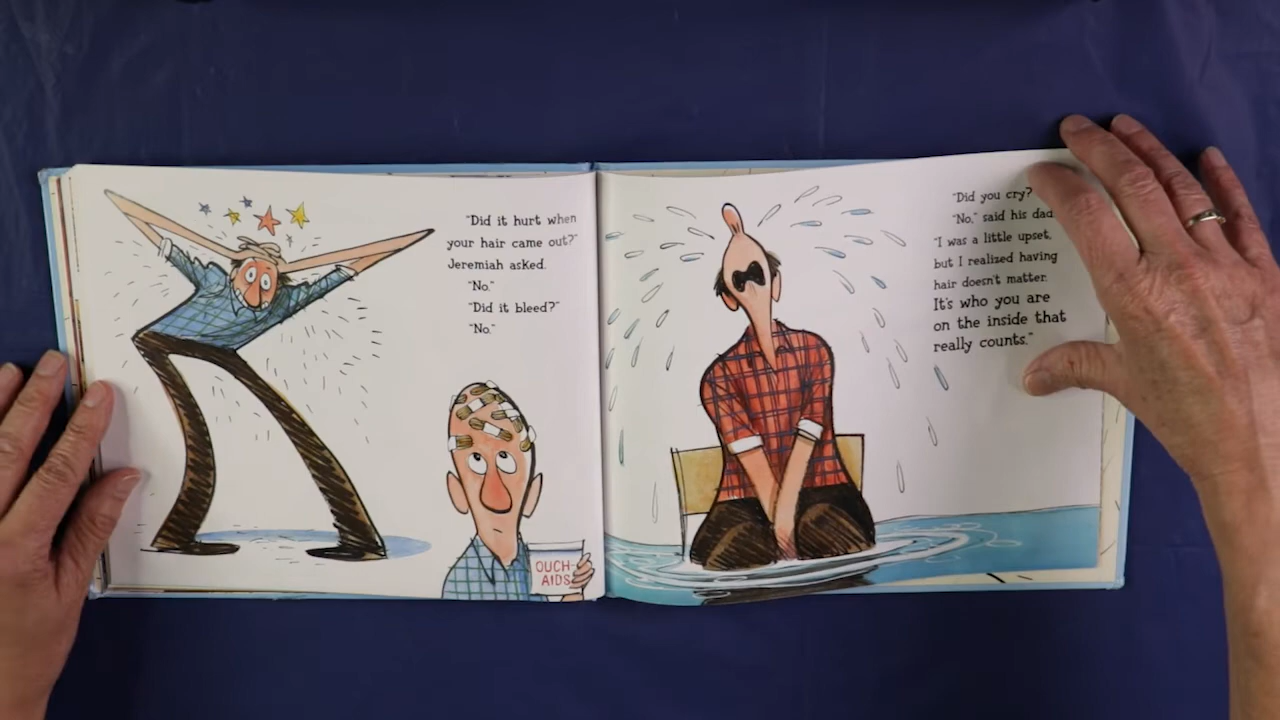 "Did it hurt when
your hair came out?"
Jeremiah asked.
"No."
"Did it bleed?"
"No."
OUCH-
AIDS
"Did you cry?
"No," said his dad
"I was a little upset,
but I realized having
hair doesn't matter.
It's who you are
on the inside that
really counts."